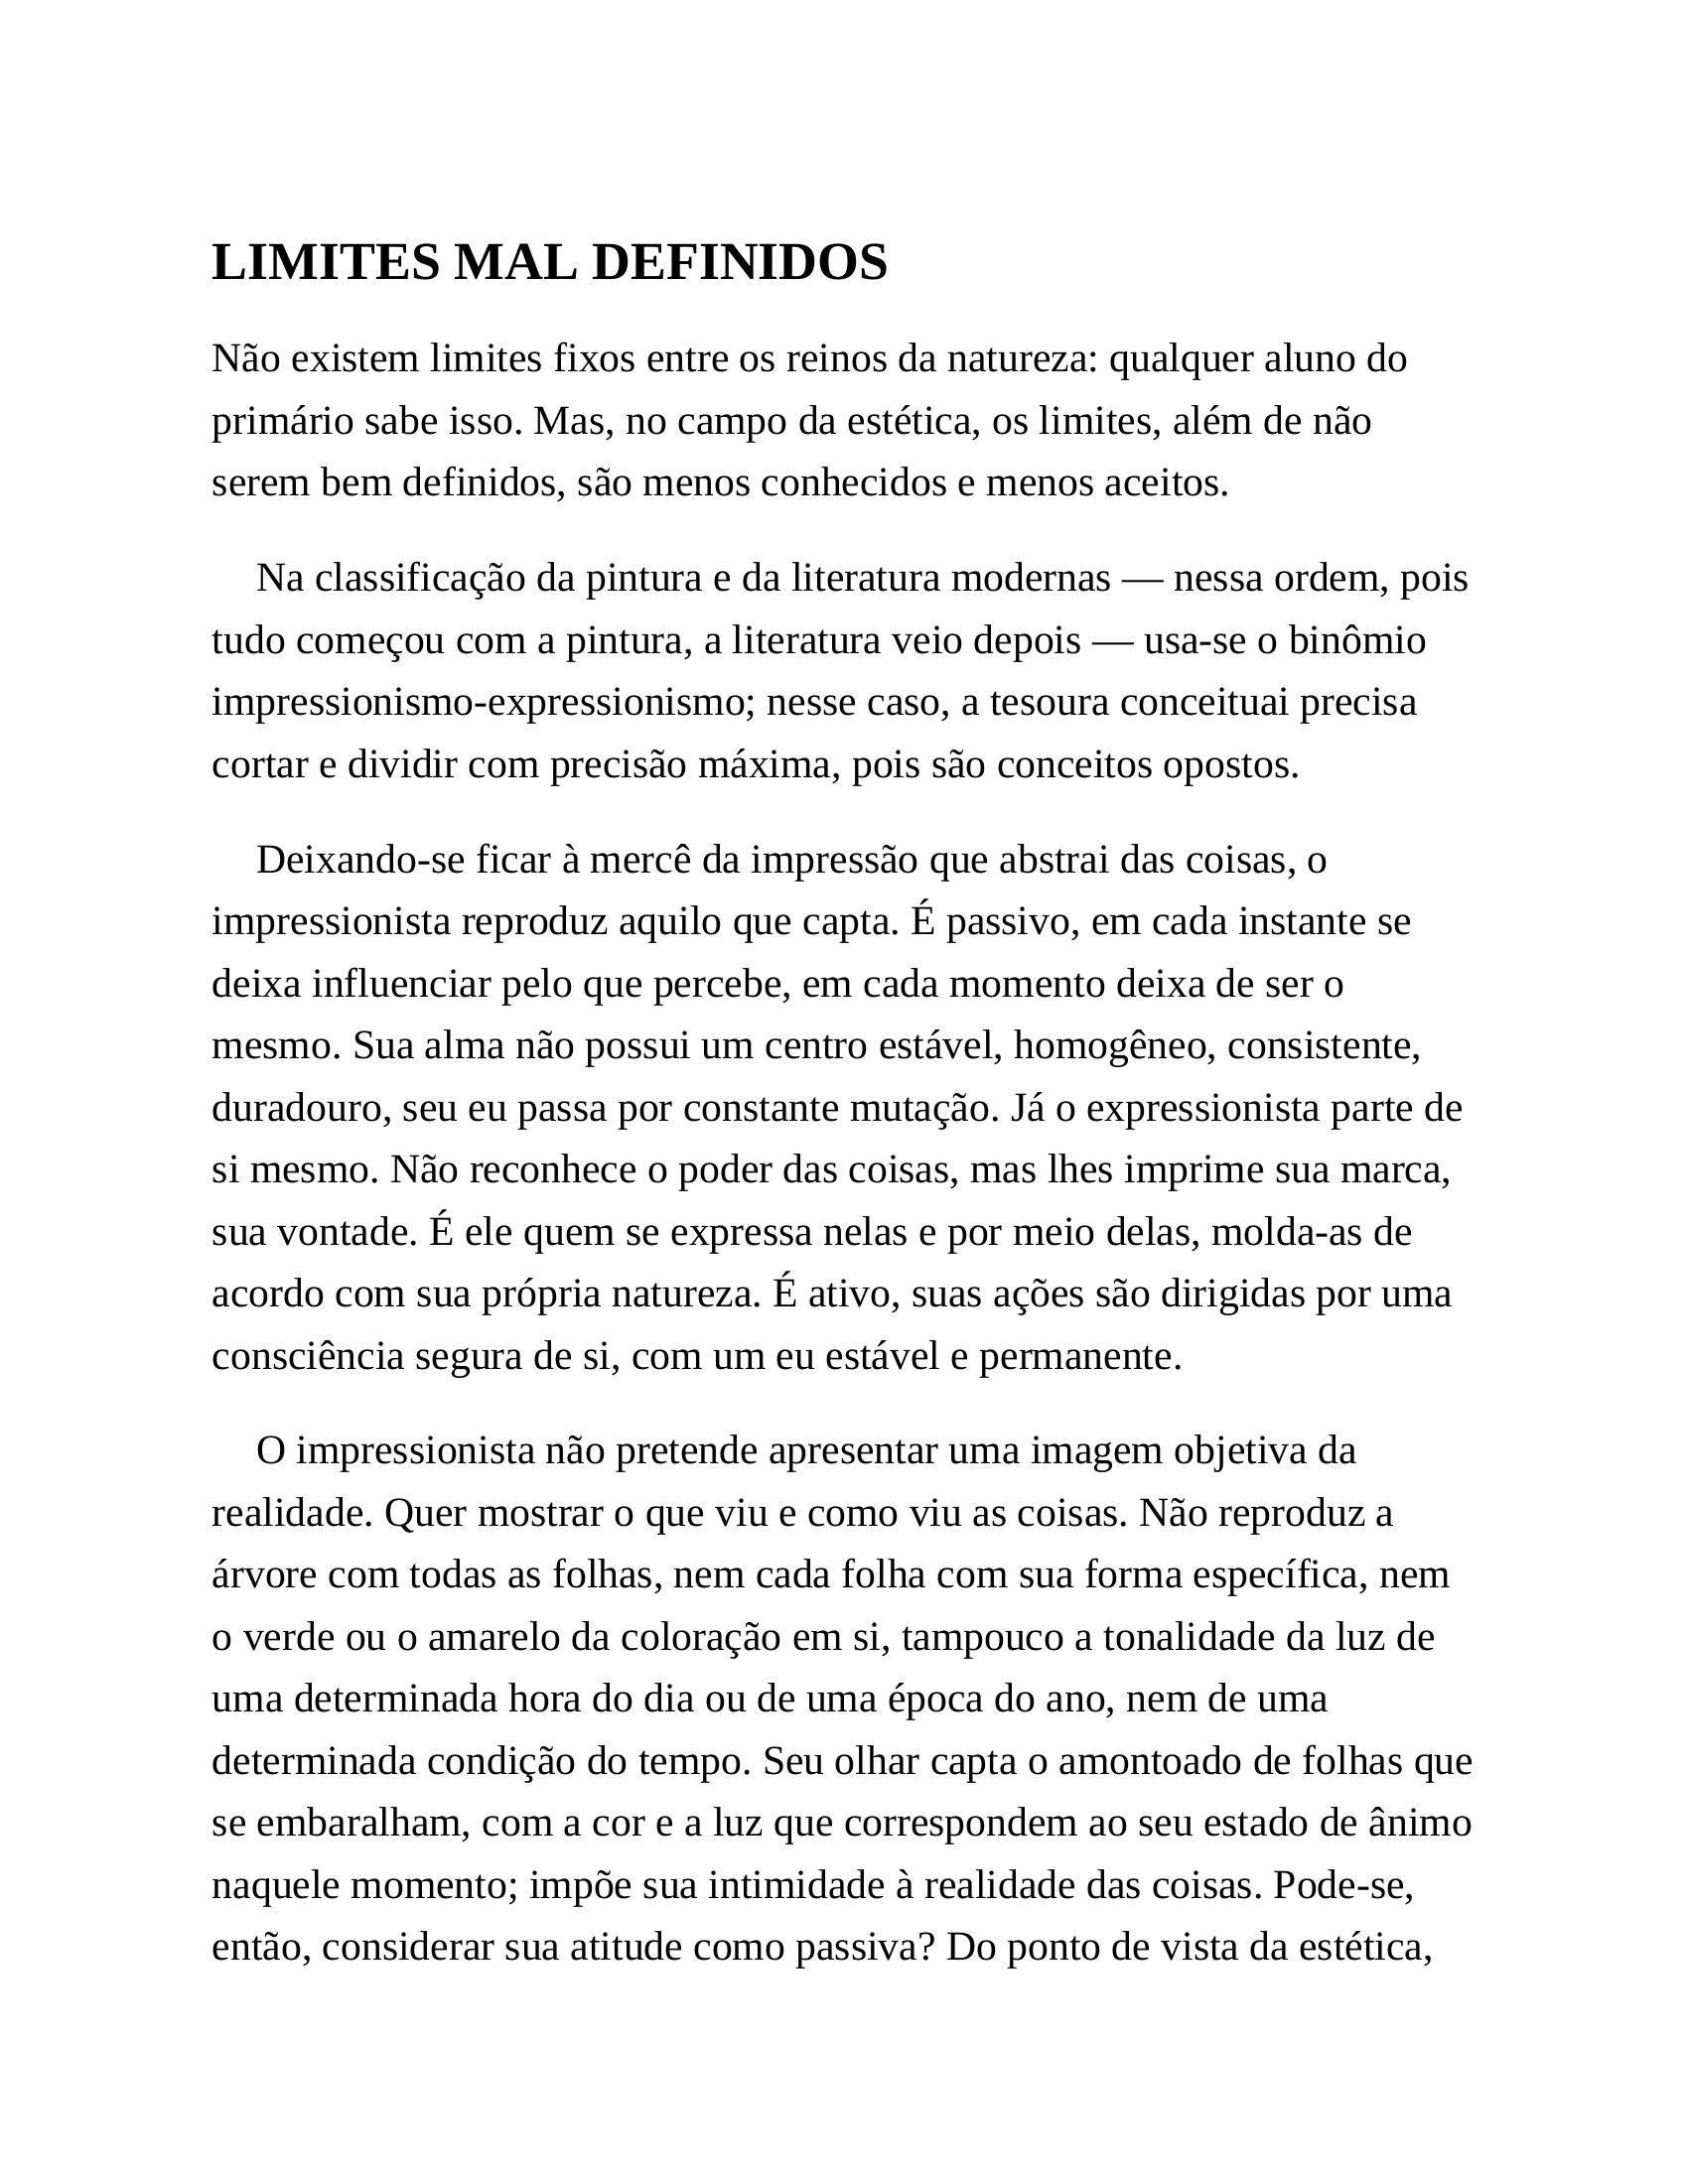 LIMITES MAL DEFINIDOS
Não existem limites fixos entre os reinos da natureza: qualquer aluno do
primário sabe isso. Mas, no campo da estética, os limites, além de não
serem bem definidos, são menos conhecidos e menos aceitos.
Na classificação da pintura e da literatura modernas — nessa ordem, pois
tudo começou com a pintura, a literatura veio depois — usa-se o binômio
impressionismo-expressionismo; nesse caso, a tesoura conceituai precisa
cortar e dividir com precisão máxima, pois são conceitos opostos.
Deixando-se ficar à mercê da impressão que abstrai das coisas, o
impressionista reproduz aquilo que capta. É passivo, em cada instante se
deixa influenciar pelo que percebe, em cada momento deixa de ser o
mesmo. Sua alma não possui um centro estável, homogêneo, consistente,
duradouro, seu eu passa por constante mutação. Já o expressionista parte de
si mesmo. Não reconhece o poder das coisas, mas lhes imprime sua marca,
sua vontade. É ele quem se expressa nelas e por meio delas, molda-as de
acordo com sua própria natureza. É ativo, suas ações são dirigidas por uma
consciência segura de si, com um eu estável e permanente.
O impressionista não pretende apresentar uma imagem objetiva da
realidade. Quer mostrar o que viu e como viu as coisas. Não reproduz a
árvore com todas as folhas, nem cada folha com sua forma específica, nem
o verde ou o amarelo da coloração em si, tampouco a tonalidade da luz de
uma determinada hora do dia ou de uma época do ano, nem de uma
determinada condição do tempo. Seu olhar capta o amontoado de folhas que
se embaralham, com a cor e a luz que correspondem ao seu estado de ânimo
naquele momento; impõe sua intimidade à realidade das coisas. Pode-se,
então, considerar sua atitude como passiva? Do ponto de vista da estética,